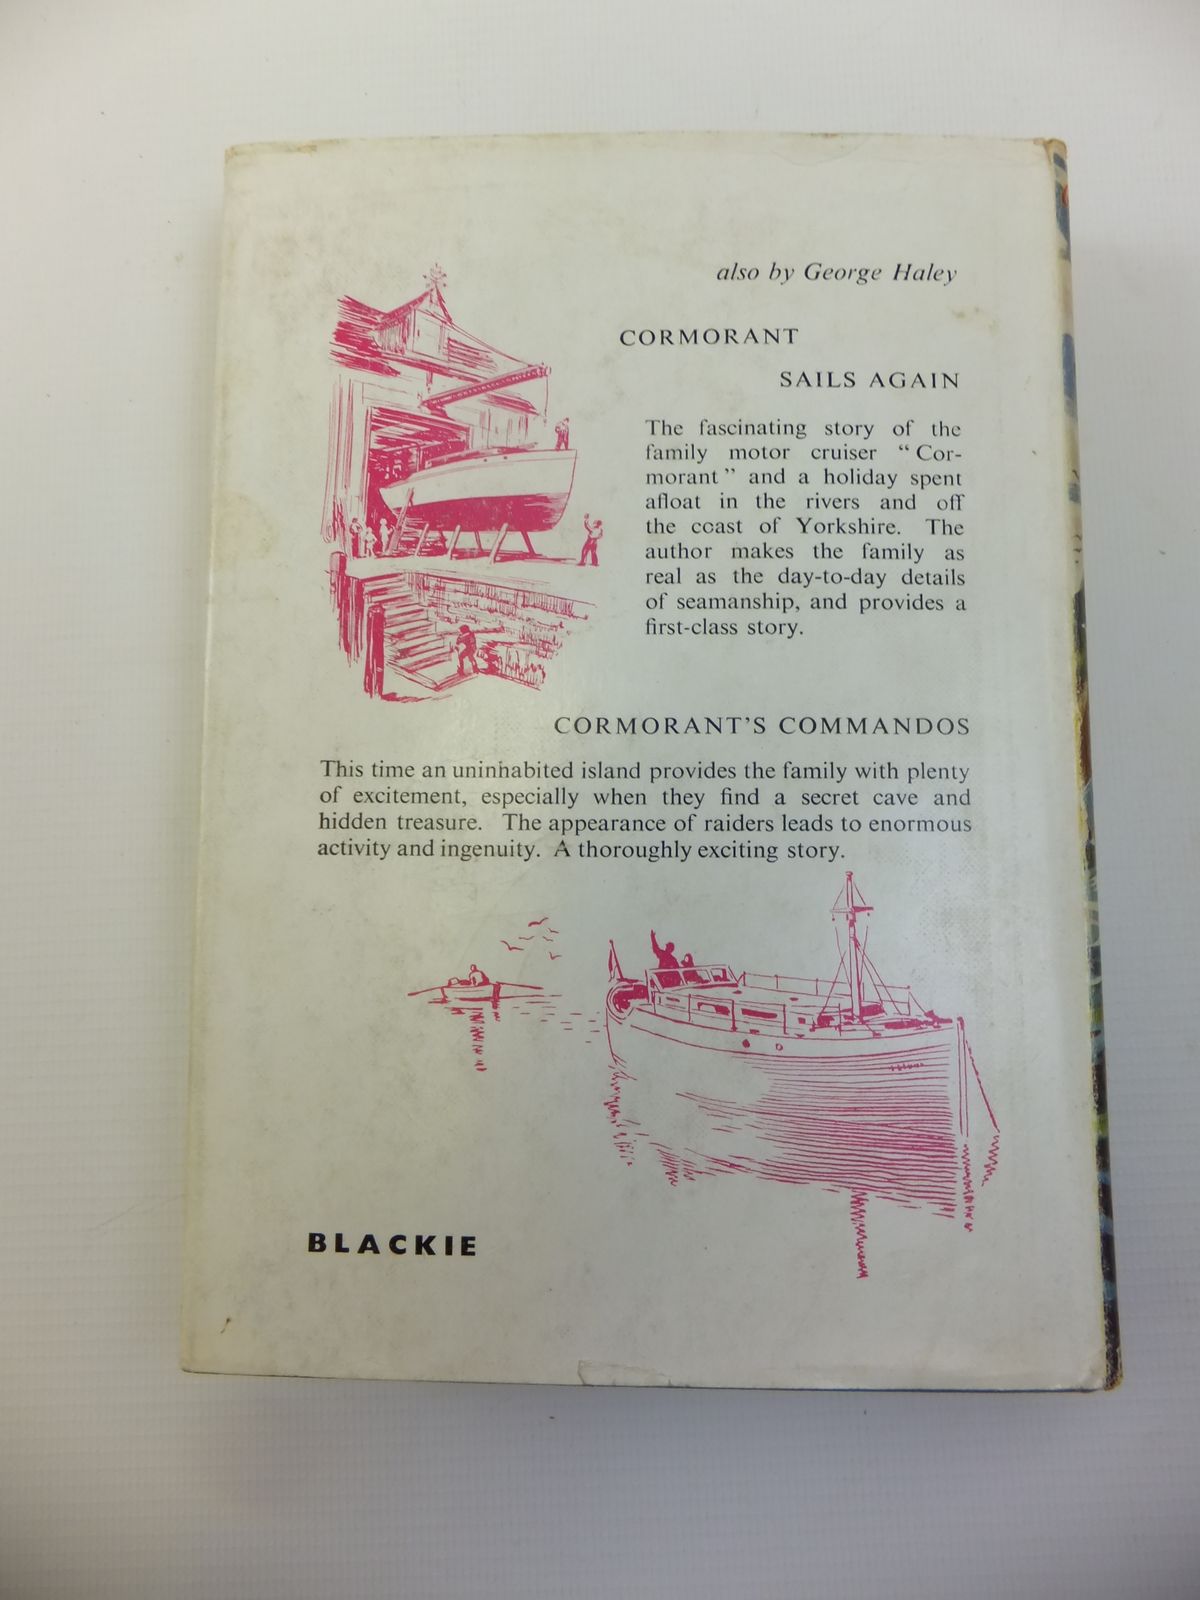 also by George Haley
CORMORANT
SAILS AGAIN
The fascinating story of the
family motor cruiser “Cor-
morant” and a holiday spent
afloat in the rivers and off
the coast of Yorkshire. The
author makes the family as
real as the day-to-day details
of seamanship, and provides a
first-class story.
CORMORANT'S COMMANDOS
This time an uninhabited island provides the family with plenty
of excitement, especially when they find a secret cave and
hidden treasure. The appearance of raiders leads to enormous
activity and ingenuity. A thoroughly exciting story.
BLACKIE